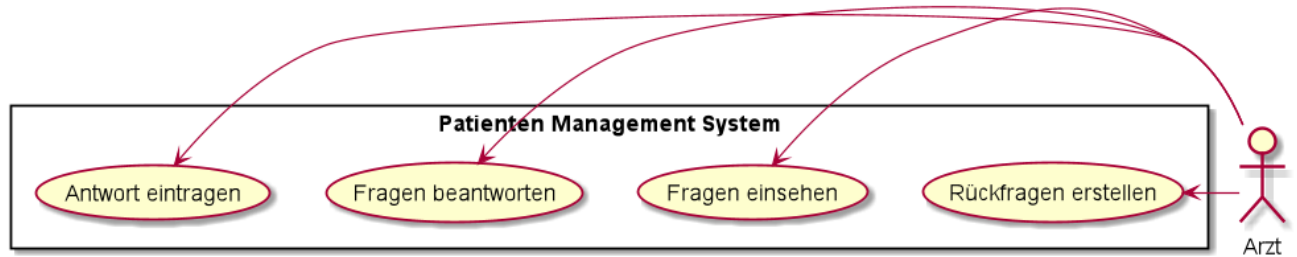 Patienten Management System
Antwort eintragen
Fragen beantworten
Fragen einsehen
Rückfragen erstellen
Arzt